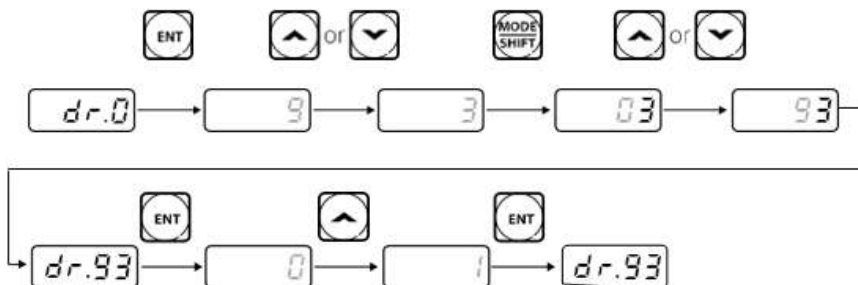 ENT or MODE SHIFT or
dr.0 9 3 03 93
ENT ENT
dr.93 0 1 dr.93